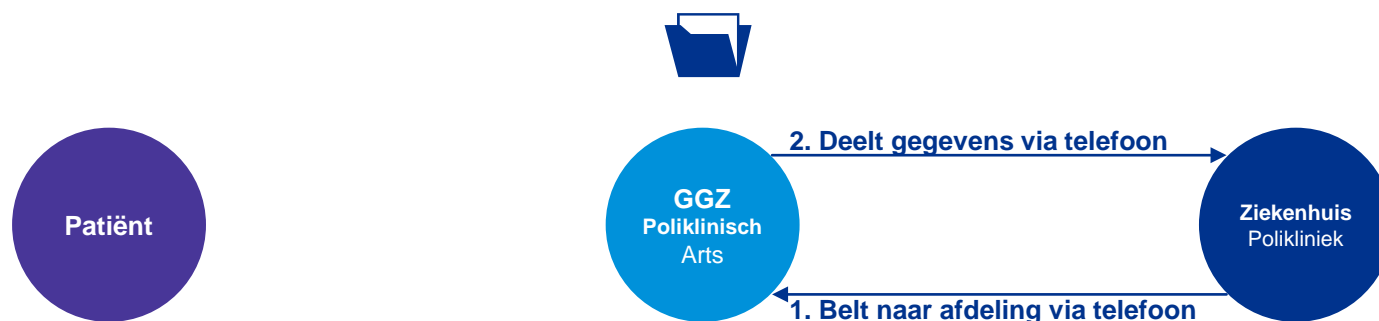 2. Deelt gegevens via telefoon
Patiënt
GGZ
Poliklinisch
Arts
Ziekenhuis
Polikliniek
1. Belt naar afdeling via telefoon